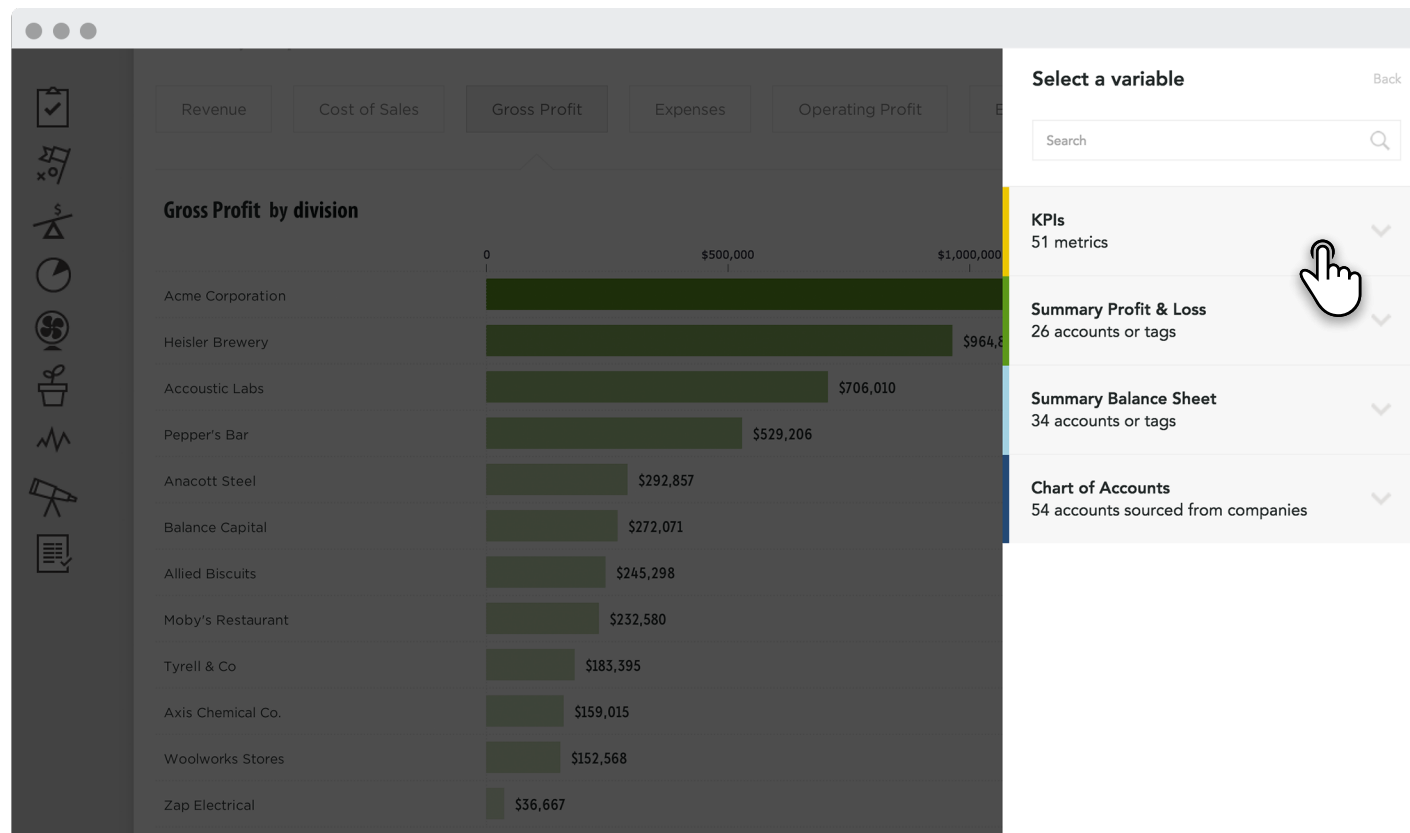 Revenue
Cost of Sales
Gross Profit
Expenses
Operating Profit
Gross Profit by division
0 $500,000 $1,000,000
Acme Corporation
Heisler Brewery $964,8
Accoustic Labs $706,010
Pepper's Bar $529,206
Anacott Steel $292,857
Balance Capital $272,071
Allied Biscuits $245,298
Moby's Restaurant $232,580
Tyrell & Co $183,395
Axis Chemical Co. $159,015
Woolworks Stores $152,568
Zap Electrical $36,667
Select a variable
Back
Search
KPIs
51 metrics
Summary Profit & Loss
26 accounts or tags
Summary Balance Sheet
34 accounts or tags
Chart of Accounts
54 accounts sourced from companies
$